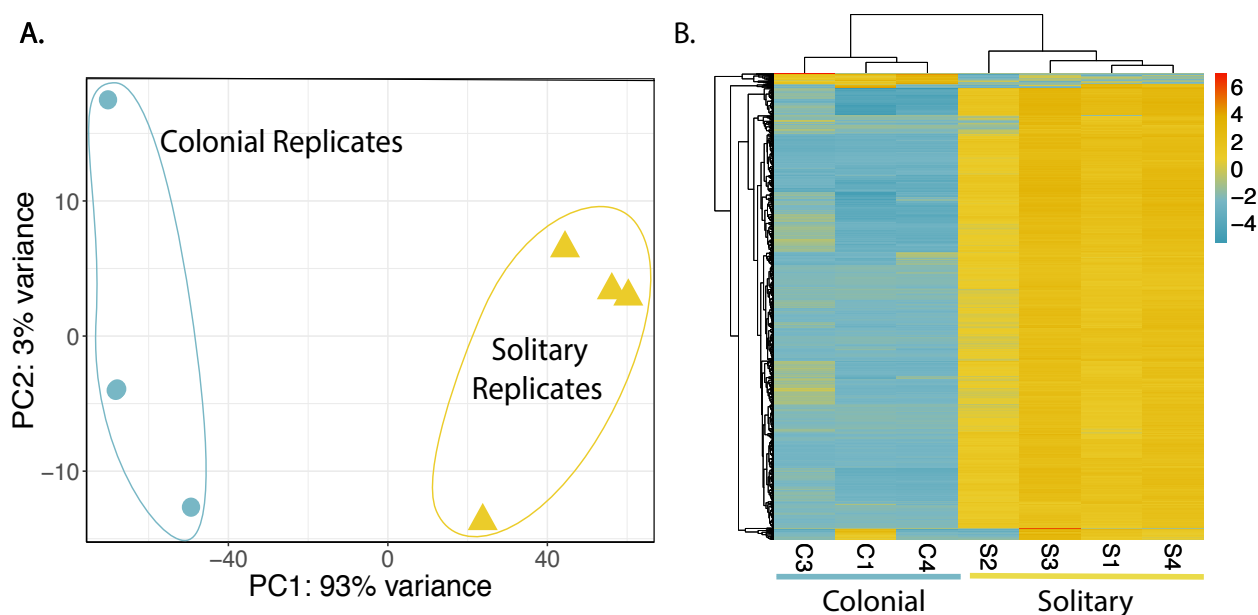 A.
Colonial Replicates
Solitary
Replicates
PC2: 3% variance
10
0
−10
−40
0
40
PC1: 93% variance
B.
6
4
2
0
−2
−4
C3
C1
C4
S2
S3
S1
S4
Colonial
Solitary